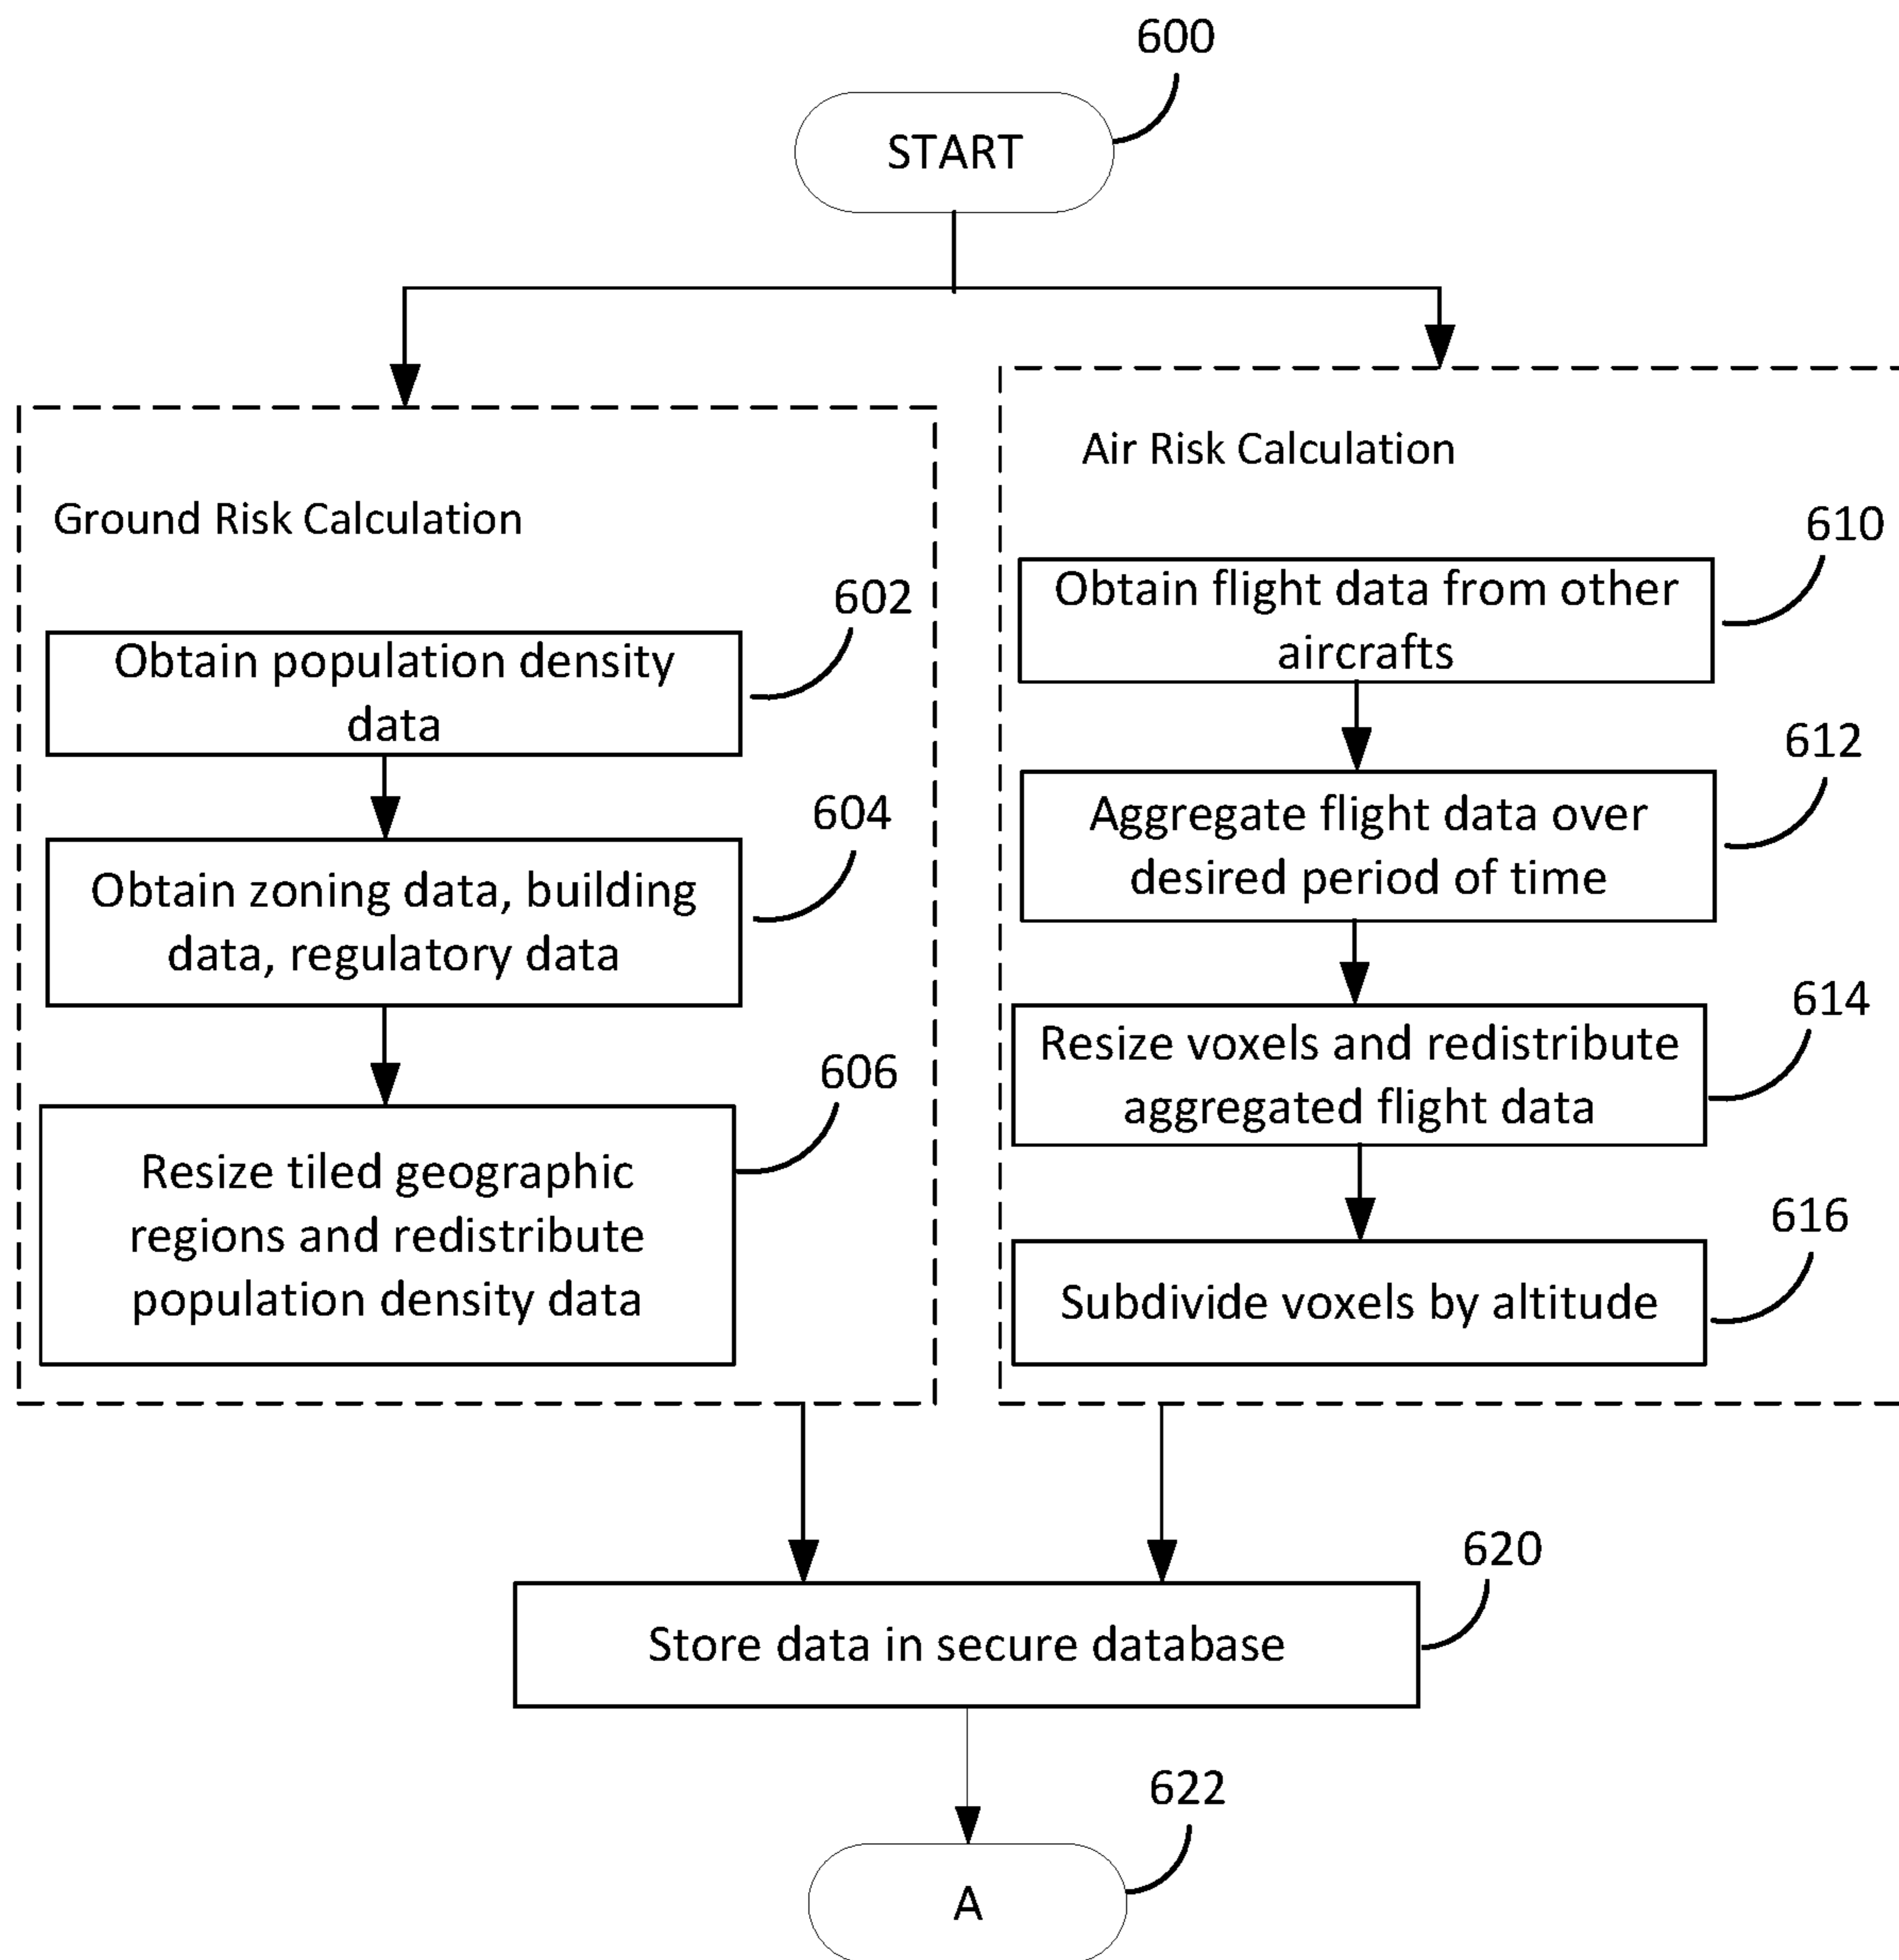 600
START
Ground Risk Calculation
602
Obtain population density
data
604
Obtain zoning data, building
data, regulatory data
606
Resize tiled geographic
regions and redistribute
population density data
Air Risk Calculation
610
Obtain flight data from other
aircrafts
612
Aggregate flight data over
desired period of time
614
Resize voxels and redistribute
aggregated flight data
616
Subdivide voxels by altitude
620
Store data in secure database
622
A